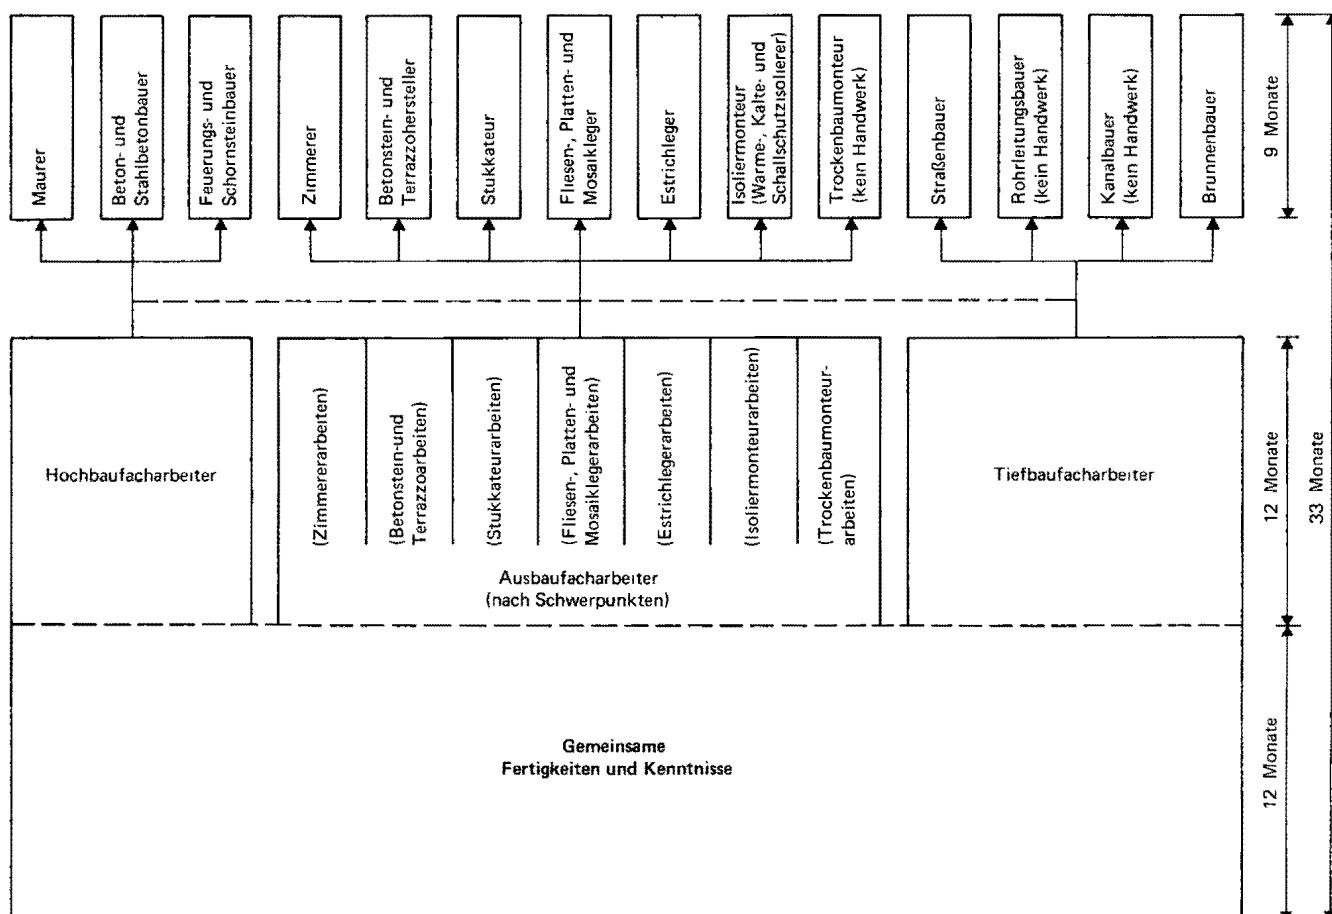 Maurer
Beton- und
Stahlbetonbauer
Feuerungs- und
Schornsteinbauer
Zimmerer
Betonstein- und
Terrazzohersteller
Stukkateur
Fliesen-, Platten- und
Mosaikleger
Estrichleger
Isoliermonteur
(Warme-, Kalte- und
Schallschutzisolierer)
Trockenbaumonteur
(kein Handwerk)
Straßenbauer
Rohrleitungsbauer
(kein Handwerk)
Kanalbauer
(kein Handwerk)
Brunnenbauer
9 Monate
Hochbaufacharbeiter
(Zimmererarbeiten)
(Betonstein-und
Terrazzoarbeiten)
(Stukkateurarbeiten)
(Fliesen-, Platten- und
Mosaiklegerarbeiten)
(Estrichlegerarbeiten)
(Isoliermonteurarbeiten)
(Trockenbaumonteur-
arbeiten)
Ausbaufacharbeiter
(nach Schwerpunkten)
Tiefbaufacharbeiter
12 Monate
33 Monate
Gemeinsame
Fertigkeiten und Kenntnisse
12 Monate